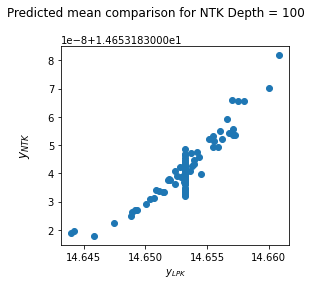 Predicted mean comparison for NTK Depth = 100
1e-8+1.4653183000e1
8
7
6
5
4
3
2
y_NTK
14.645 14.650 14.655 14.660
y_LPK